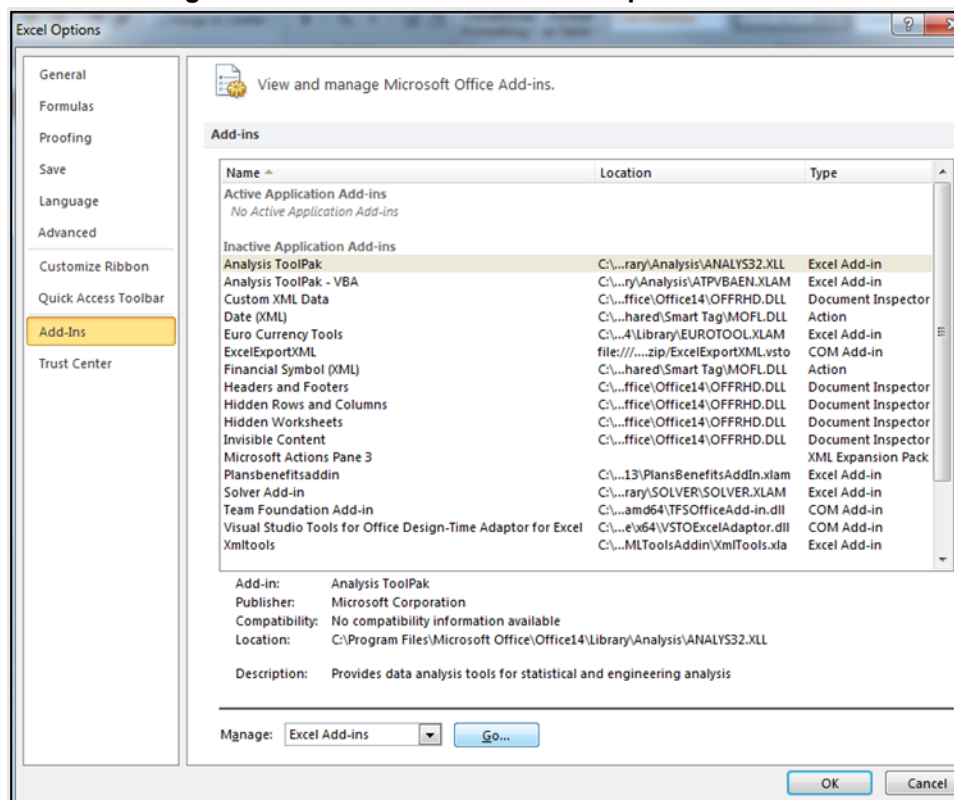 Excel Options
General
Formulas
Proofing
Save
Language
Advanced
Customize Ribbon
Quick Access Toolbar
Add-Ins
Trust Center
View and manage Microsoft Office Add-ins.
Add-ins
Name Location Type
Active Application Add-ins
No Active Application Add-ins
Inactive Application Add-ins
Analysis ToolPak C:\...rary\Analysis\ANALYS32.XLL Excel Add-in
Analysis ToolPak - VBA C:\...ry\Analysis\ATPVBAEN.XLAM Excel Add-in
Custom XML Data C:\...ffice\Office14\OFFRHD.DLL Document Inspector
Date (XML) C:\...hared\Smart Tag\MOFL.DLL Action
Euro Currency Tools C:\...4\Library\EUROTOOL.XLAM Excel Add-in
ExcelExportXML file:///....zip/ExcelExportXML.vsto COM Add-in
Financial Symbol (XML) C:\...hared\Smart Tag\MOFL.DLL Action
Headers and Footers C:\...ffice\Office14\OFFRHD.DLL Document Inspector
Hidden Rows and Columns C:\...ffice\Office14\OFFRHD.DLL Document Inspector
Hidden Worksheets C:\...ffice\Office14\OFFRHD.DLL Document Inspector
Invisible Content C:\...ffice\Office14\OFFRHD.DLL Document Inspector
Microsoft Actions Pane 3 XML Expansion Pack
Plansbenefitsaddin C:\...13\PlansBenefitsAddIn.xlam Excel Add-in
Solver Add-in C:\...rary\SOLVER\SOLVER.XLAM Excel Add-in
Team Foundation Add-in C:\...amd64\TFSOfficeAdd-in.dll COM Add-in
Visual Studio Tools for Office Design-Time Adaptor for Excel C:\...e\x64\VSTOExcelAdaptor.dll COM Add-in
Xmltools C:\...MLToolsAddin\XmlTools.xla Excel Add-in
Add-in: Analysis ToolPak
Publisher: Microsoft Corporation
Compatibility: No compatibility information available
Location: C:\Program Files\Microsoft Office\Office14\Library\Analysis\ANALYS32.XLL
Description: Provides data analysis tools for statistical and engineering analysis
Manage: Excel Add-ins Go...
OK Cancel